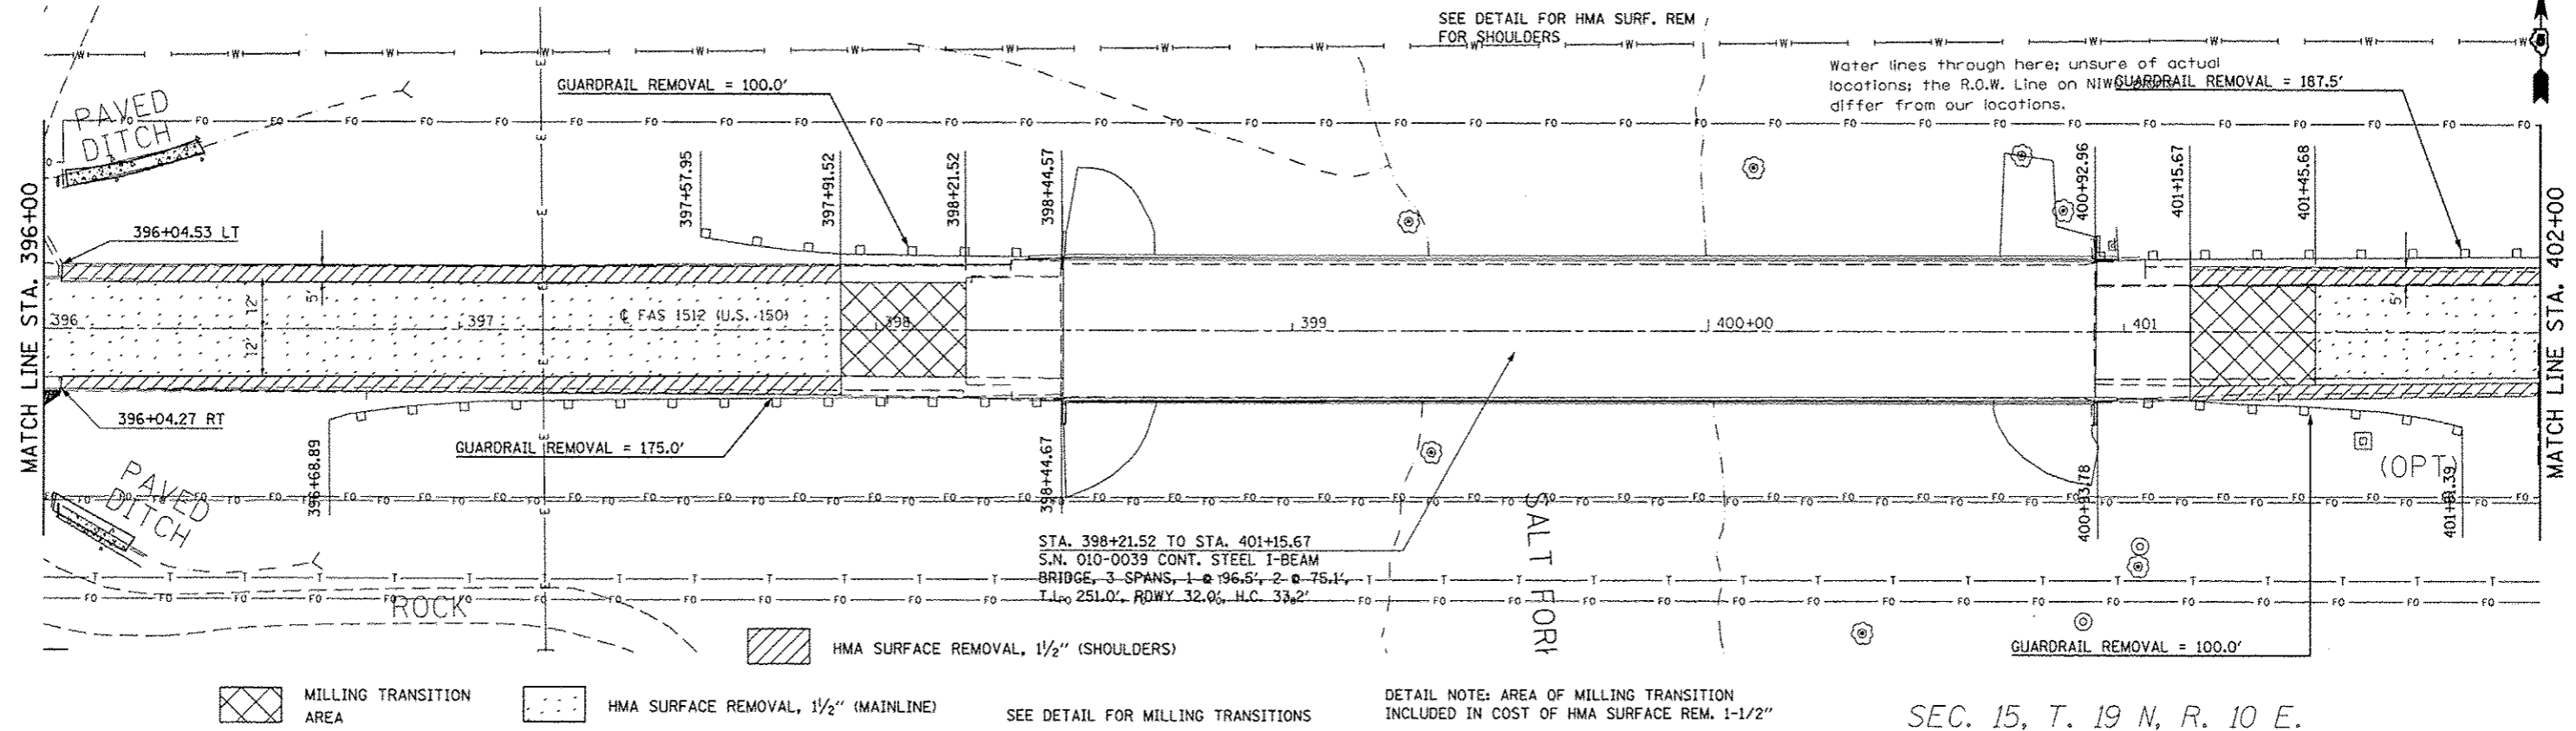 SEE DETAIL FOR HMA SURF. REM
FOR SHOULDERS
Water lines through here; unsure of actual
locations; the R.O.W. Line on
differ from our locations.
GUARDRAIL REMOVAL = 100.0'
GUARDRAIL REMOVAL = 187.5'
PAVED
DITCH
MATCH LINE STA. 396+00
MATCH LINE STA. 402+00
397+57.95
397+91.52
398+21.52
398+44.57
400+92.96
401+15.67
401+45.68
396+04.53 LT
5'
12'
12'
5'
396
397
℄ FAS 1512 (U.S. 150)
398
399
400+00
401
396+04.27 RT
GUARDRAIL REMOVAL = 175.0'
396+68.89
398+44.67
400+93.78
(OPT)
PAVED
DITCH
SALT FORK
STA. 398+21.52 TO STA. 401+15.67
S.N. 010-0039 CONT. STEEL I-BEAM
BRIDGE, 3 SPANS, 1 @ 96.5', 2 @ 75.1',
T.L. 251.0', RDWY 32.0', H.C. 33.2'
ROCK
GUARDRAIL REMOVAL = 100.0'
HMA SURFACE REMOVAL, 1½" (SHOULDERS)
MILLING TRANSITION
AREA
HMA SURFACE REMOVAL, 1½" (MAINLINE)
SEE DETAIL FOR MILLING TRANSITIONS
DETAIL NOTE: AREA OF MILLING TRANSITION
INCLUDED IN COST OF HMA SURFACE REM. 1-1/2"
SEC. 15, T. 19 N, R. 10 E.